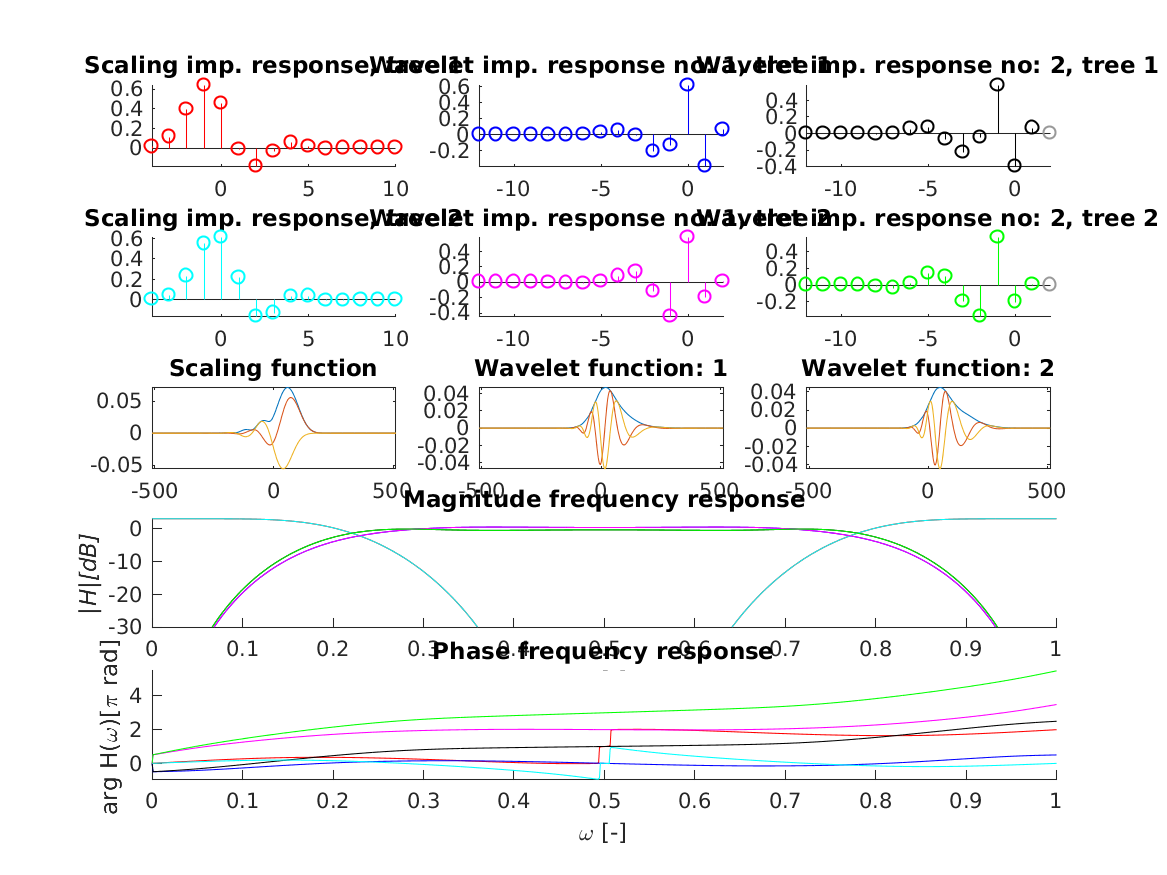 Scaling imp. response, tree 1
Wavelet imp. response no: 1, tree 1
Wavelet imp. response no: 2, tree 1
0.6
0.4
0.2
0
0 5 10
0.6
0.4
0.2
0
-0.2
-10 -5 0
0.4
0.2
0
-0.2
-0.4
-10 -5 0
Scaling imp. response, tree 2
Wavelet imp. response no: 1, tree 2
Wavelet imp. response no: 2, tree 2
0.6
0.4
0.2
0
0 5 10
0.4
0.2
0
-0.2
-0.4
-10 -5 0
0.4
0.2
0
-0.2
-10 -5 0
Scaling function
Wavelet function: 1
Wavelet function: 2
0.05
0
-0.05
-500 0 500
0.04
0.02
0
-0.02
-0.04
-500 0 500
0.04
0.02
0
-0.02
-0.04
-500 0 500
Magnitude frequency response
|H|[dB]
0
-10
-20
-30
0 0.1 0.2 0.3 0.4 0.5 0.6 0.7 0.8 0.9 1
Phase frequency response
arg H(ω)[π rad]
4
2
0
0 0.1 0.2 0.3 0.4 0.5 0.6 0.7 0.8 0.9 1
ω [-]